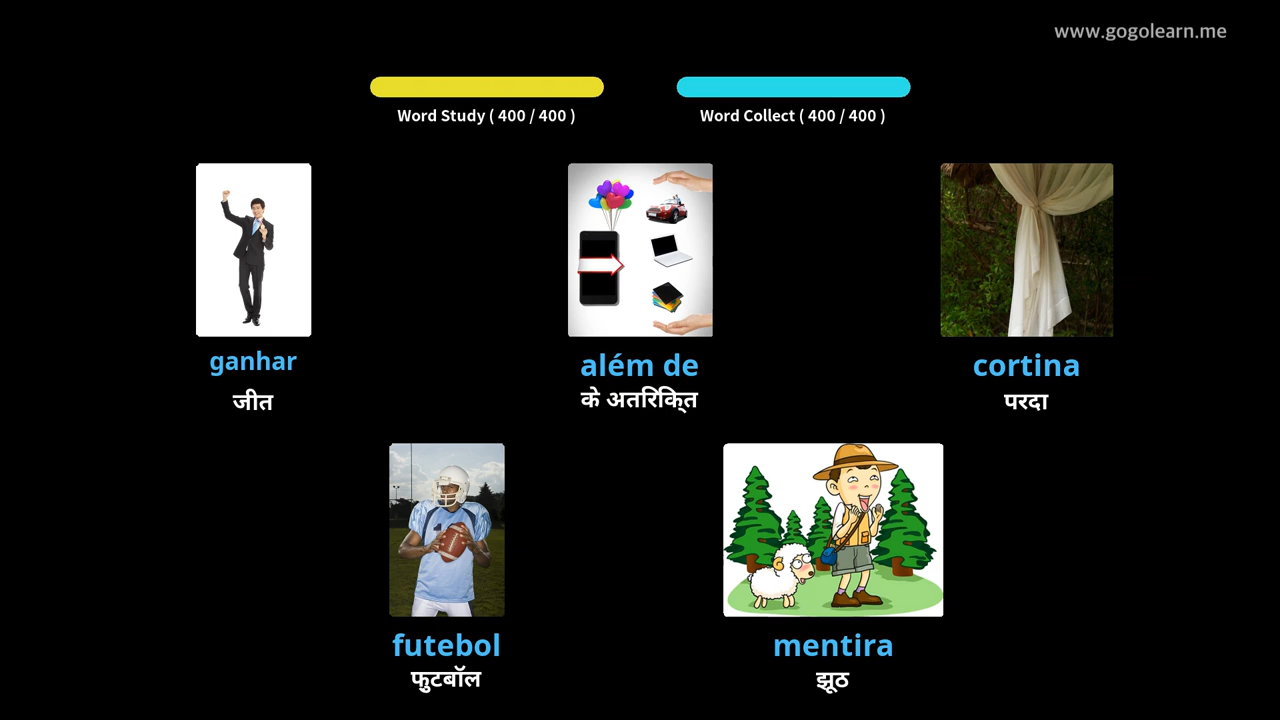 www.gogolearn.me
Word Study ( 400 / 400 )
Word Collect ( 400 / 400 )
ganhar
जीत
além de
के अतिरिक्त
cortina
परदा
futebol
फुटबॉल
mentira
झूठ